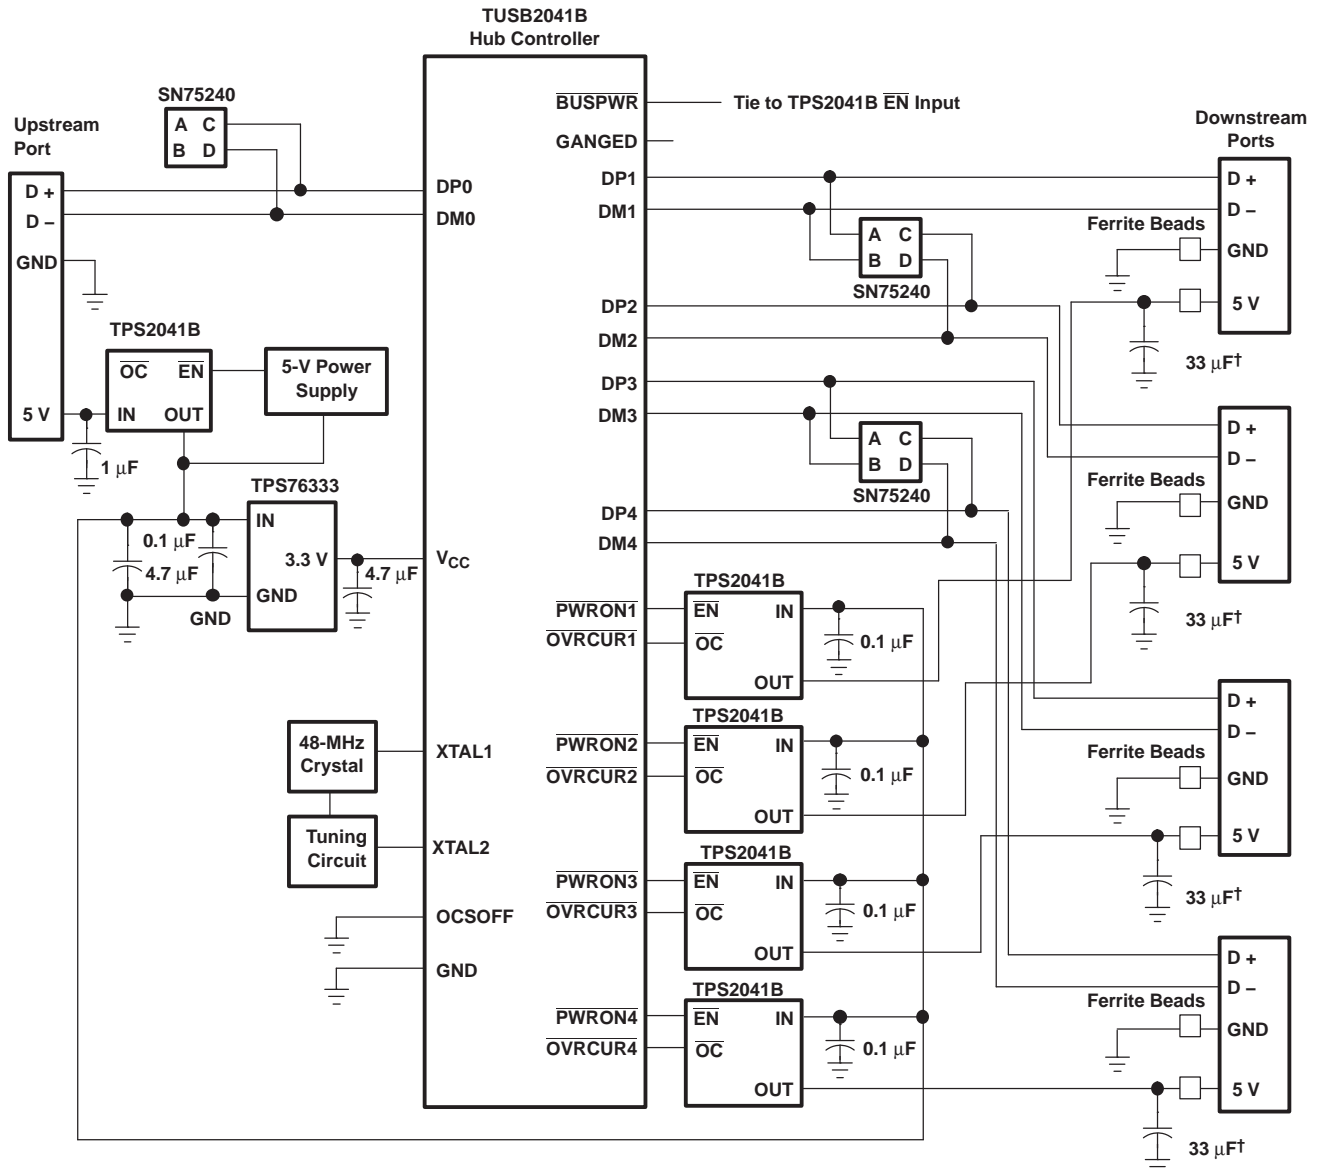 TUSB2041B
Hub Controller
SN75240
A C
B D
Upstream
Port
D +
D –
GND
5 V
BUSPWR
Tie to TPS2041B EN Input
GANGED
DP0
DM0
DP1
DM1
A C
B D
SN75240
DP2
DM2
DP3
DM3
A C
B D
SN75240
DP4
DM4
Downstream
Ports
D +
D –
Ferrite Beads
GND
5 V
33 µF†
D +
D –
Ferrite Beads
GND
5 V
33 µF†
D +
D –
Ferrite Beads
GND
5 V
33 µF†
D +
D –
Ferrite Beads
GND
5 V
33 µF†
TPS2041B
OC EN
IN OUT
5-V Power
Supply
1 µF
TPS76333
IN
0.1 µF
4.7 µF
3.3 V
GND
GND
4.7 µF
VCC
TPS2041B
PWRON1
EN IN
OVRCUR1
OC
0.1 µF
OUT
TPS2041B
PWRON2
EN IN
OVRCUR2
OC
0.1 µF
OUT
TPS2041B
PWRON3
EN IN
OVRCUR3
OC
0.1 µF
OUT
TPS2041B
PWRON4
EN IN
OVRCUR4
OC
0.1 µF
OUT
48-MHz
Crystal
XTAL1
Tuning
Circuit
XTAL2
OCSOFF
GND